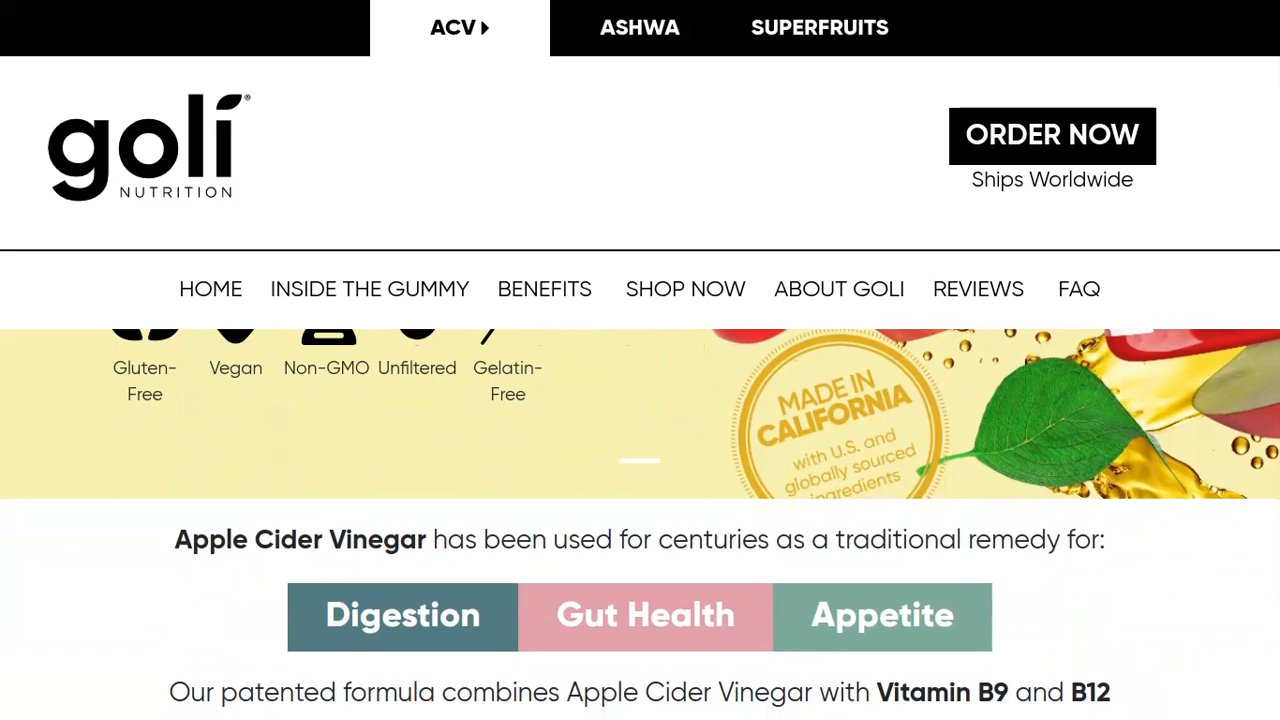 ACV
ASHWA
SUPERFRUITS
goli®
NUTRITION
ORDER NOW
Ships Worldwide
HOME INSIDE THE GUMMY BENEFITS SHOP NOW ABOUT GOLI REVIEWS FAQ
Gluten-
Free
Vegan
Non-GMO
Unfiltered
Gelatin-
Free
MADE IN
CALIFORNIA
with U.S. and
globally sourced
ingredients
Apple Cider Vinegar has been used for centuries as a traditional remedy for:
Digestion
Gut Health
Appetite
Our patented formula combines Apple Cider Vinegar with Vitamin B9 and B12